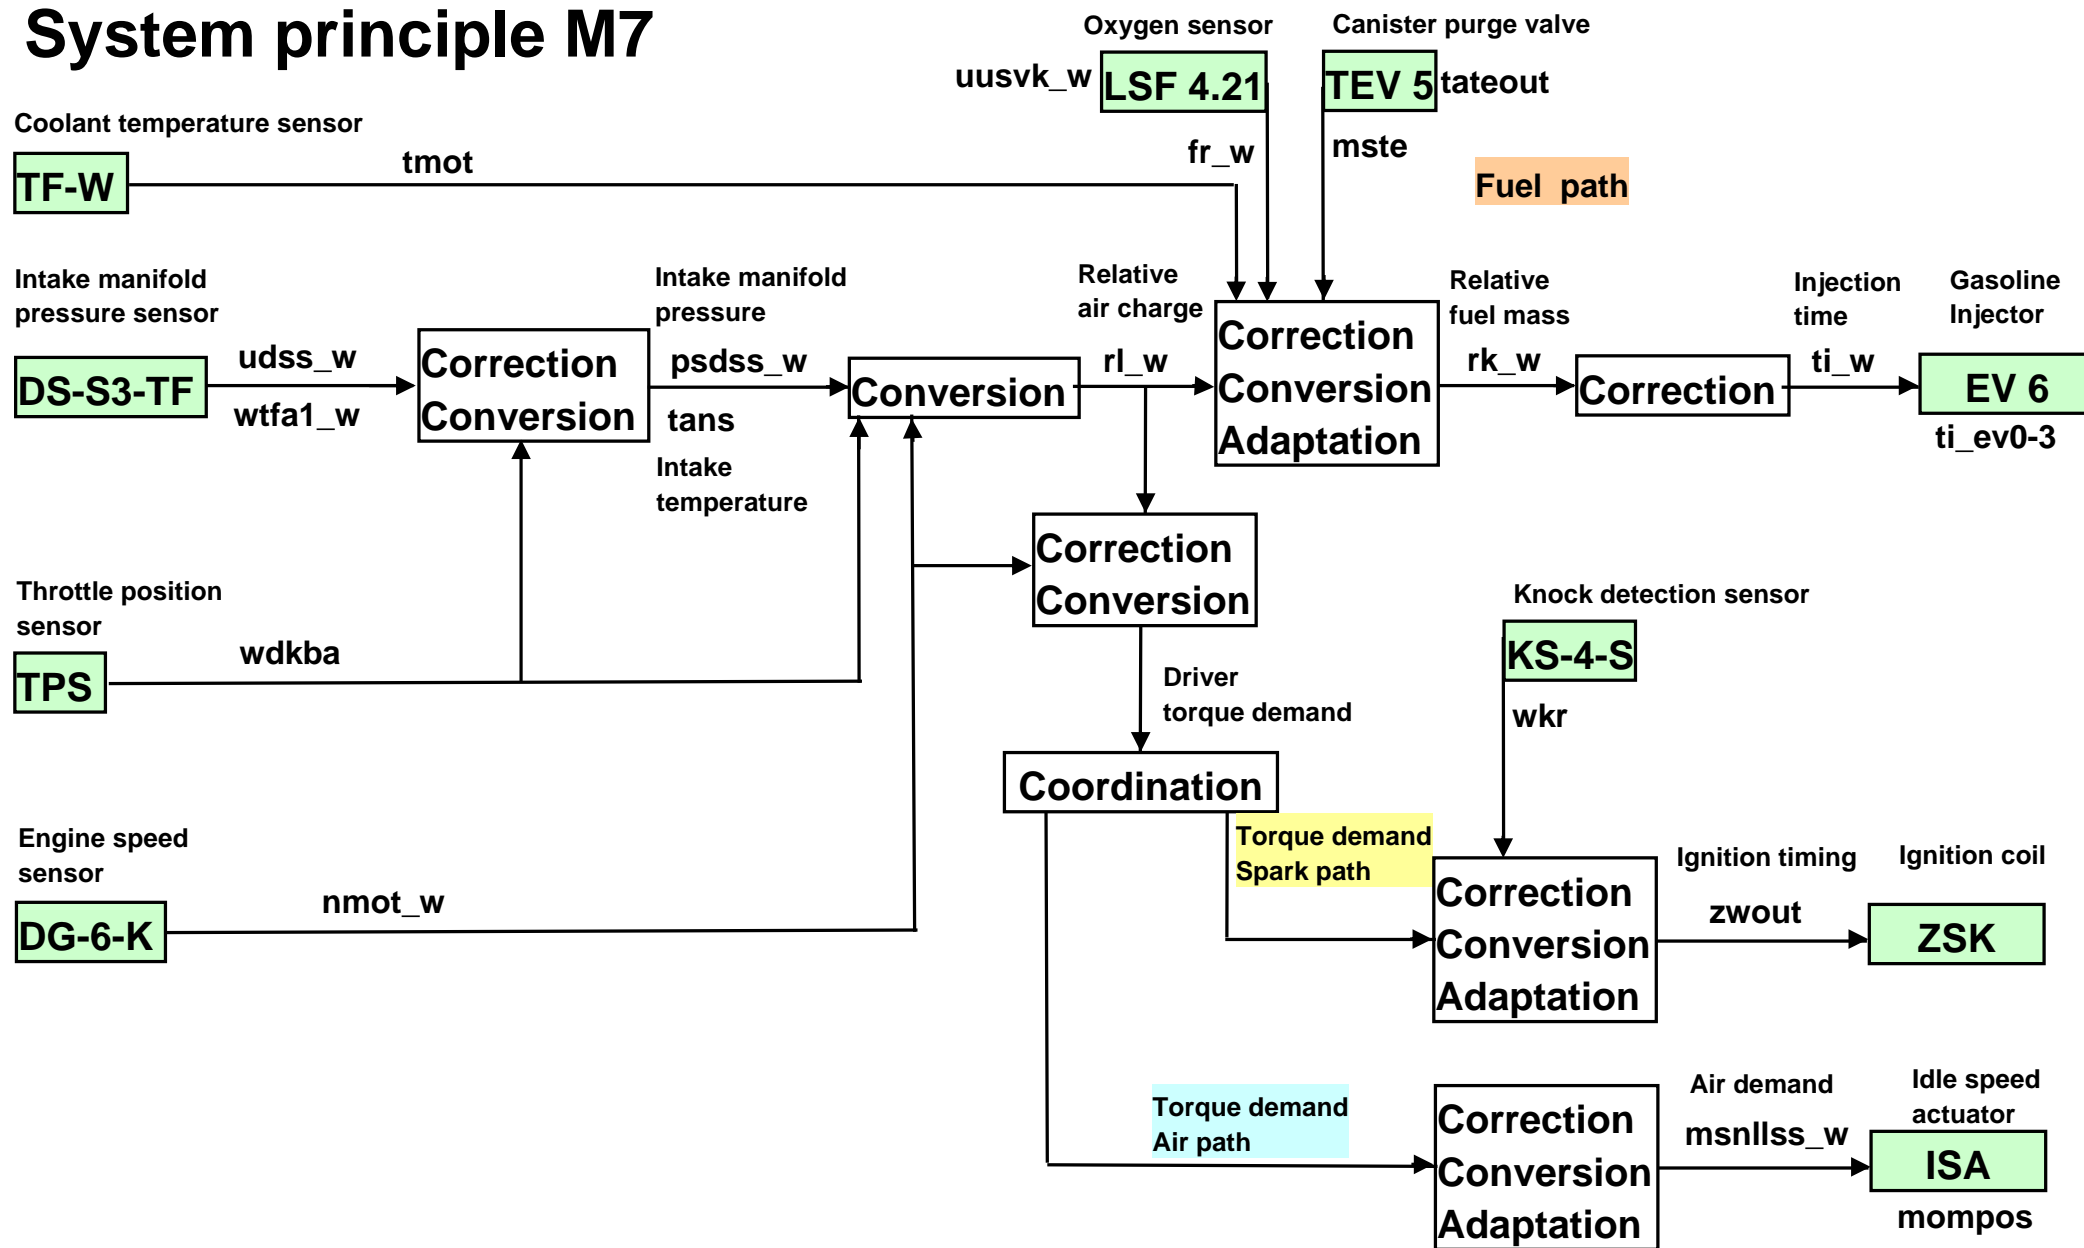 System principle M7
Oxygen sensor
Canister purge valve
uusvk_w
LSF 4.21
TEV 5
tateout
Coolant temperature sensor
TF-W
tmot
fr_w
mste
Fuel path
Intake manifold
pressure sensor
DS-S3-TF
udss_w
wtfa1_w
Correction
Conversion
Intake manifold
pressure
psdss_w
tans
Intake
temperature
Conversion
Relative
air charge
rl_w
Correction
Conversion
Adaptation
Relative
fuel mass
rk_w
Correction
Injection
time
ti_w
Gasoline
Injector
EV 6
ti_ev0-3
Correction
Conversion
Throttle position
sensor
TPS
wdkba
Driver
torque demand
Knock detection sensor
KS-4-S
wkr
Coordination
Engine speed
sensor
DG-6-K
nmot_w
Torque demand
Spark path
Correction
Conversion
Adaptation
Ignition timing
zwout
Ignition coil
ZSK
Torque demand
Air path
Correction
Conversion
Adaptation
Air demand
msnllss_w
Idle speed
actuator
ISA
mompos